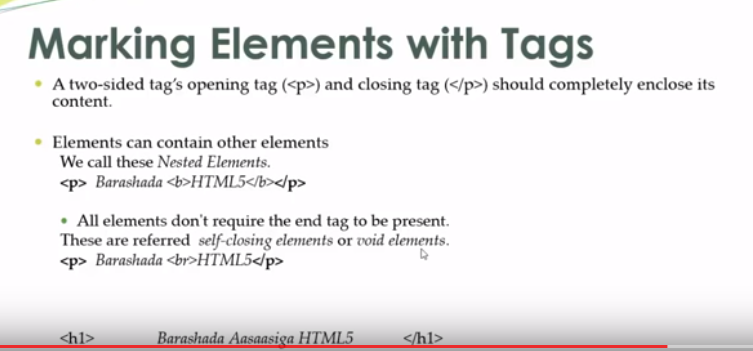 Marking Elements with Tags
• A two-sided tag's opening tag (<p>) and closing tag (</p>) should completely enclose its
content.
• Elements can contain other elements
We call these Nested Elements.
<p> Barashada <b>HTML5</b></p>
• All elements don't require the end tag to be present.
These are referred self-closing elements or void elements.
<p> Barashada <br>HTML5</p>
<h1> Barashada Aasaasiga HTML5 </h1>